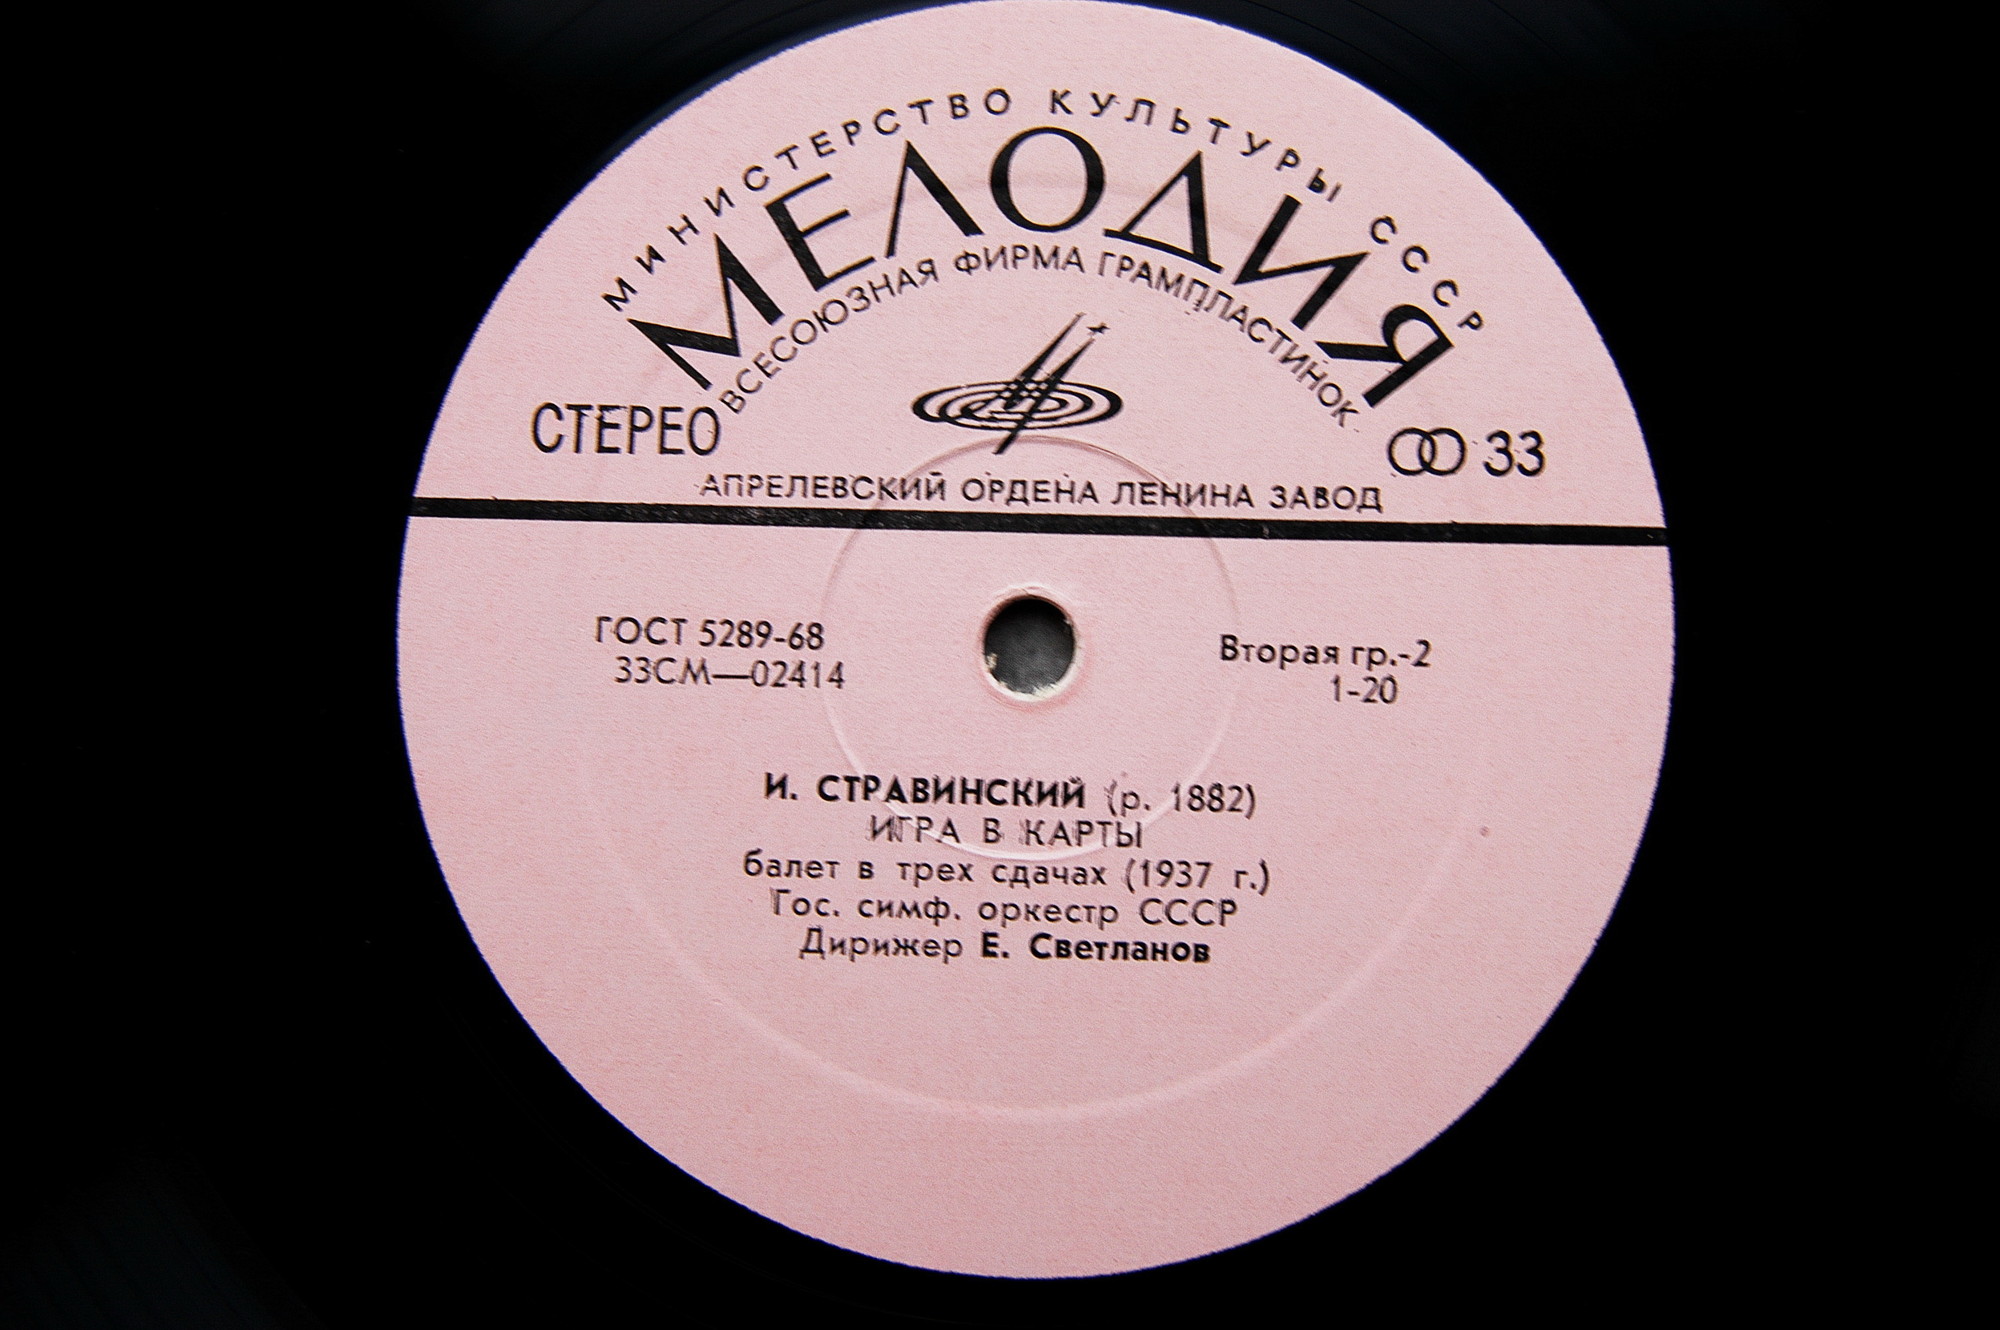 МИНИСТЕРСТВО КУЛЬТУРЫ СССР
МЕЛОДИЯ
ВСЕСОЮЗНАЯ ФИРМА ГРАМПЛАСТИНОК
СТЕРЕО
33
АПРЕЛЕВСКИЙ ОРДЕНА ЛЕНИНА ЗАВОД
ГОСТ 5289-68
33СМ—02414
Вторая гр.-2
1-20
И. СТРАВИНСКИЙ (р. 1882)
ИГРА В КАРТЫ
балет в трех сдачах (1937 г.)
Гос. симф. оркестр СССР
Дирижер Е. Светланов